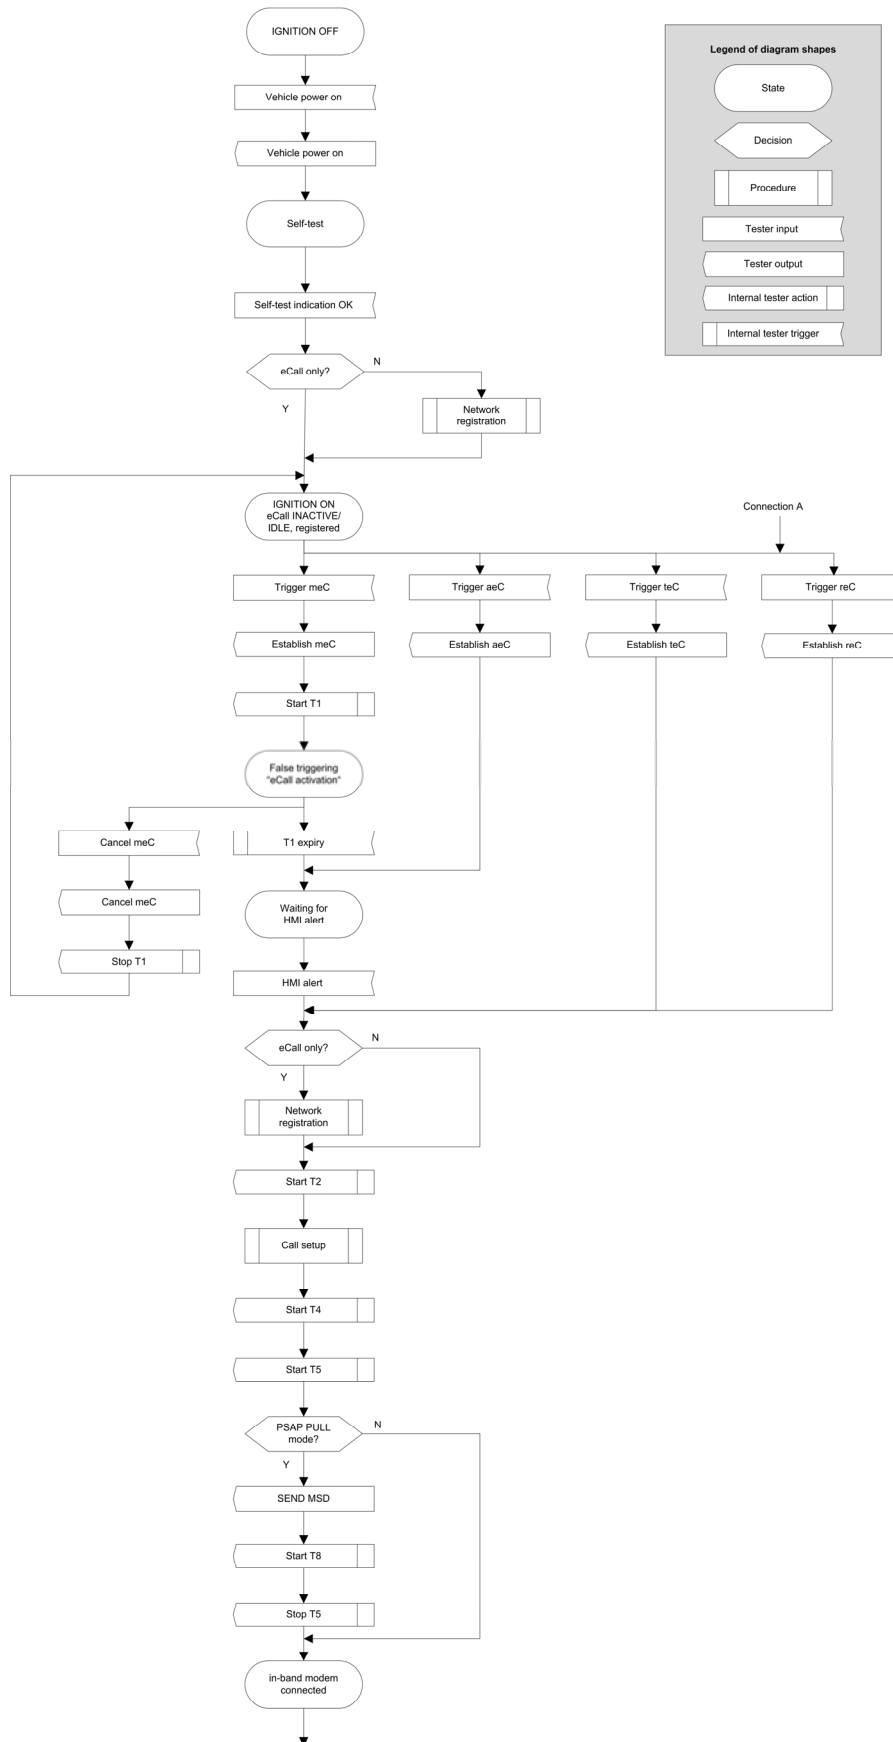 IGNITION OFF
Vehicle power on
Vehicle power on
Self-test
Self-test indication OK
eCall only?
N
Y
Network
registration
IGNITION ON
eCall INACTIVE/
IDLE, registered
Connection A
Trigger meC
Trigger aeC
Trigger teC
Trigger reC
Establish meC
Establish aeC
Establish teC
Establish reC
Start T1
False triggering
"eCall activation"
Cancel meC
T1 expiry
Cancel meC
Waiting for
HMI alert
Stop T1
HMI alert
eCall only?
N
Y
Network
registration
Start T2
Call setup
Start T4
Start T5
PSAP PULL
mode?
N
Y
SEND MSD
Start T8
Stop T5
in-band modem
connected
Legend of diagram shapes
State
Decision
Procedure
Tester input
Tester output
Internal tester action
Internal tester trigger